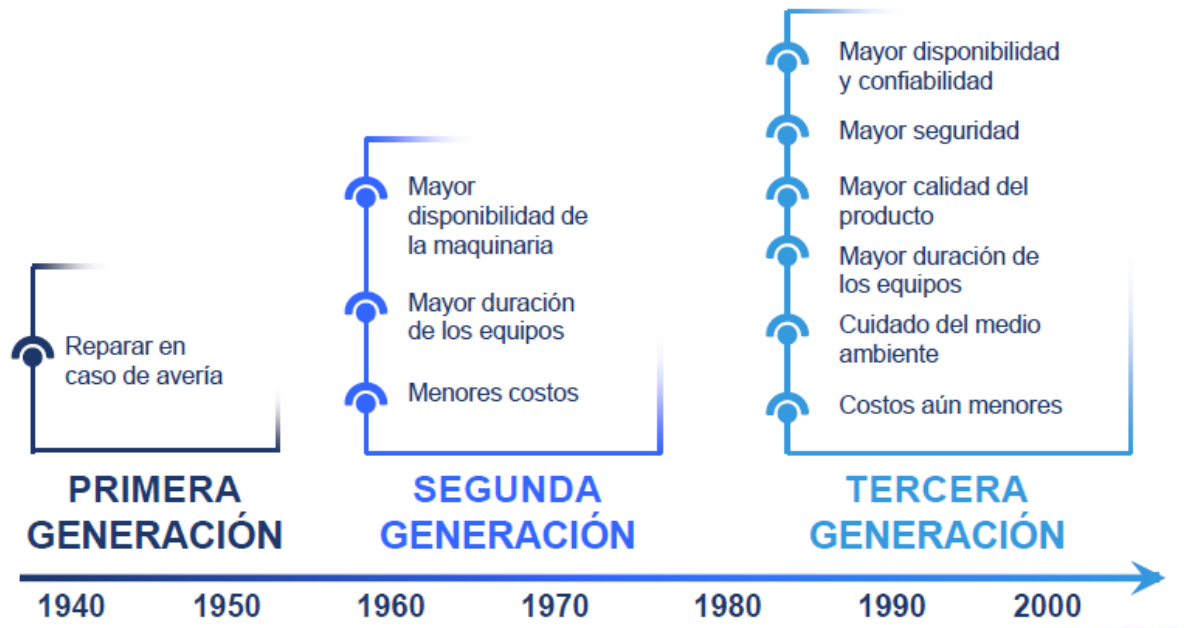 Reparar en
caso de avería
PRIMERA
GENERACIÓN
Mayor
disponibilidad de
la maquinaria
Mayor duración
de los equipos
Menores costos
SEGUNDA
GENERACIÓN
Mayor disponibilidad
y confiabilidad
Mayor seguridad
Mayor calidad del
producto
Mayor duración de
los equipos
Cuidado del medio
ambiente
Costos aún menores
TERCERA
GENERACIÓN
1940 1950 1960 1970 1980 1990 2000